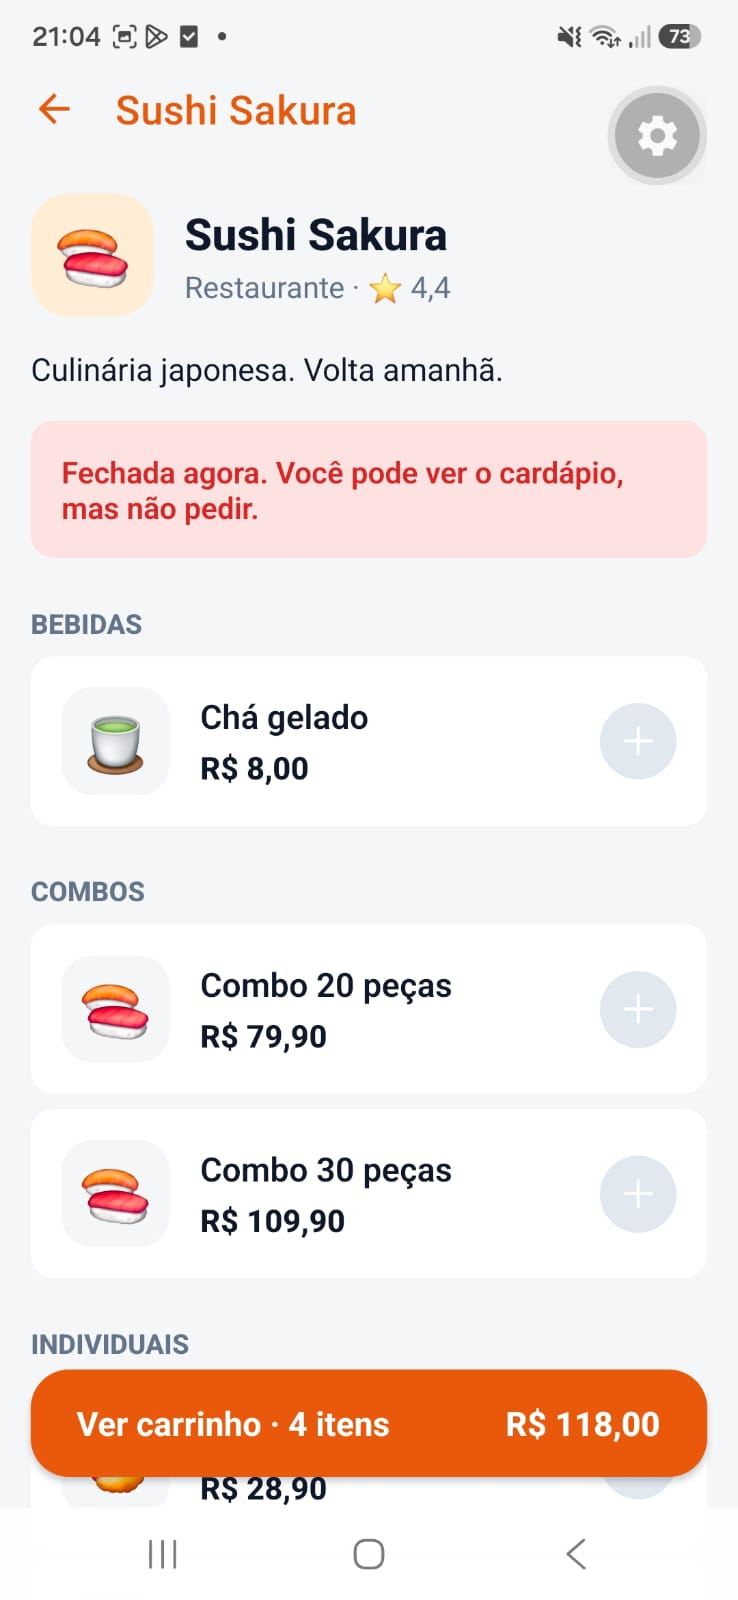 21:04
73
Sushi Sakura
Sushi Sakura
Restaurante · ⭐ 4,4
Culinária japonesa. Volta amanhã.
Fechada agora. Você pode ver o cardápio,
mas não pedir.
BEBIDAS
Chá gelado
R$ 8,00
COMBOS
Combo 20 peças
R$ 79,90
Combo 30 peças
R$ 109,90
INDIVIDUAIS
Ver carrinho · 4 itens R$ 118,00
R$ 28,90